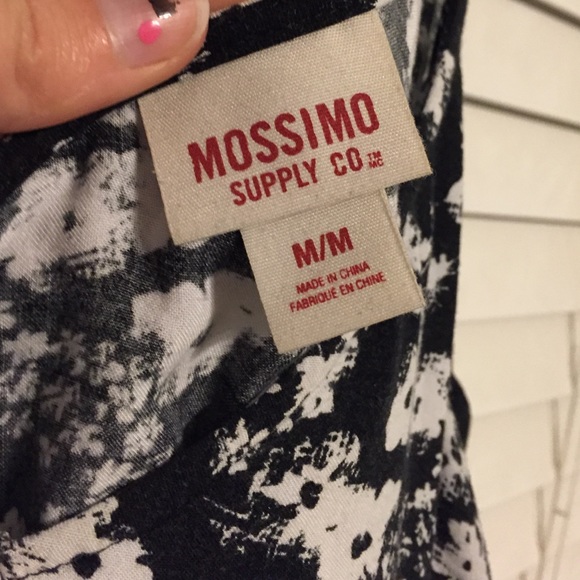 MOSSIMO
SUPPLY CO ™ MC
M/M
MADE IN CHINA
FABRIQUÉ EN CHINE